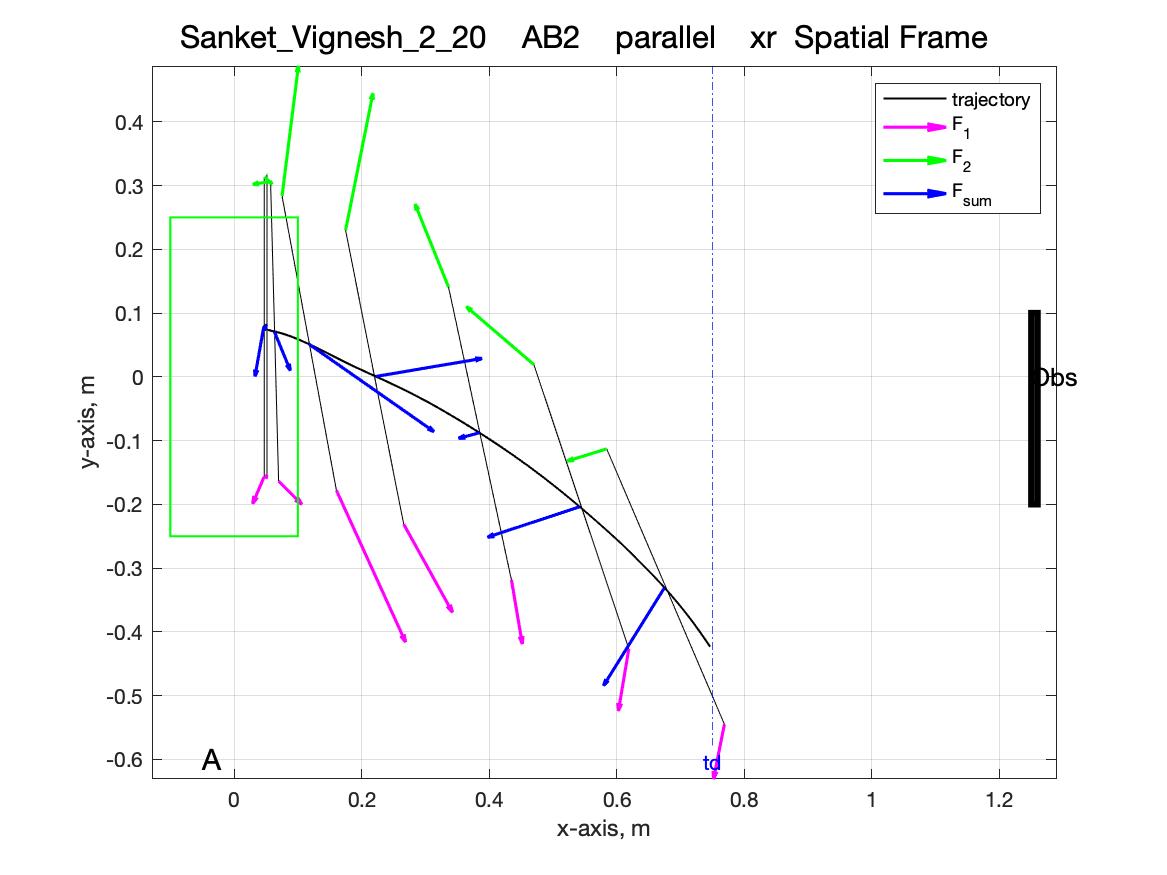 Sanket_Vignesh_2_20 AB2 parallel xr Spatial Frame
trajectory
F1
F2
Fsum
0.4
0.3
0.2
0.1
0
-0.1
-0.2
-0.3
-0.4
-0.5
-0.6
y-axis, m
Obs
A
td
0 0.2 0.4 0.6 0.8 1 1.2
x-axis, m